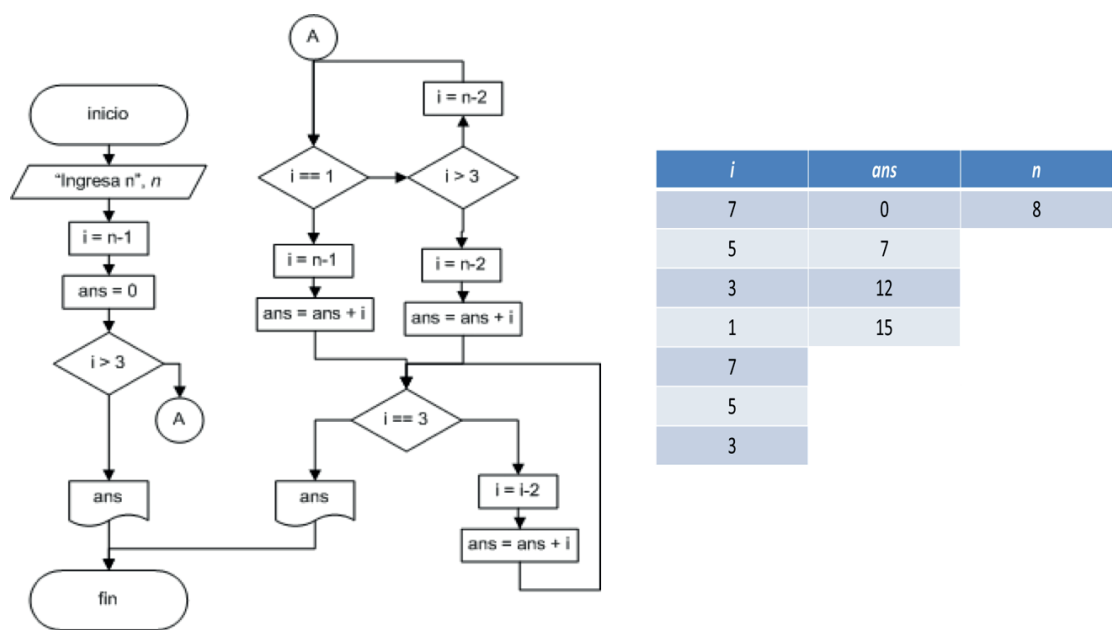 inicio
“Ingresa n”, n
i = n-1
ans = 0
i > 3
A
ans
fin
A
i = n-2
i == 1
i > 3
i = n-1
i = n-2
ans = ans + i
ans = ans + i
i == 3
ans
i = i-2
ans = ans + i
i ans n
7 0 8
5 7
3 12
1 15
7
5
3